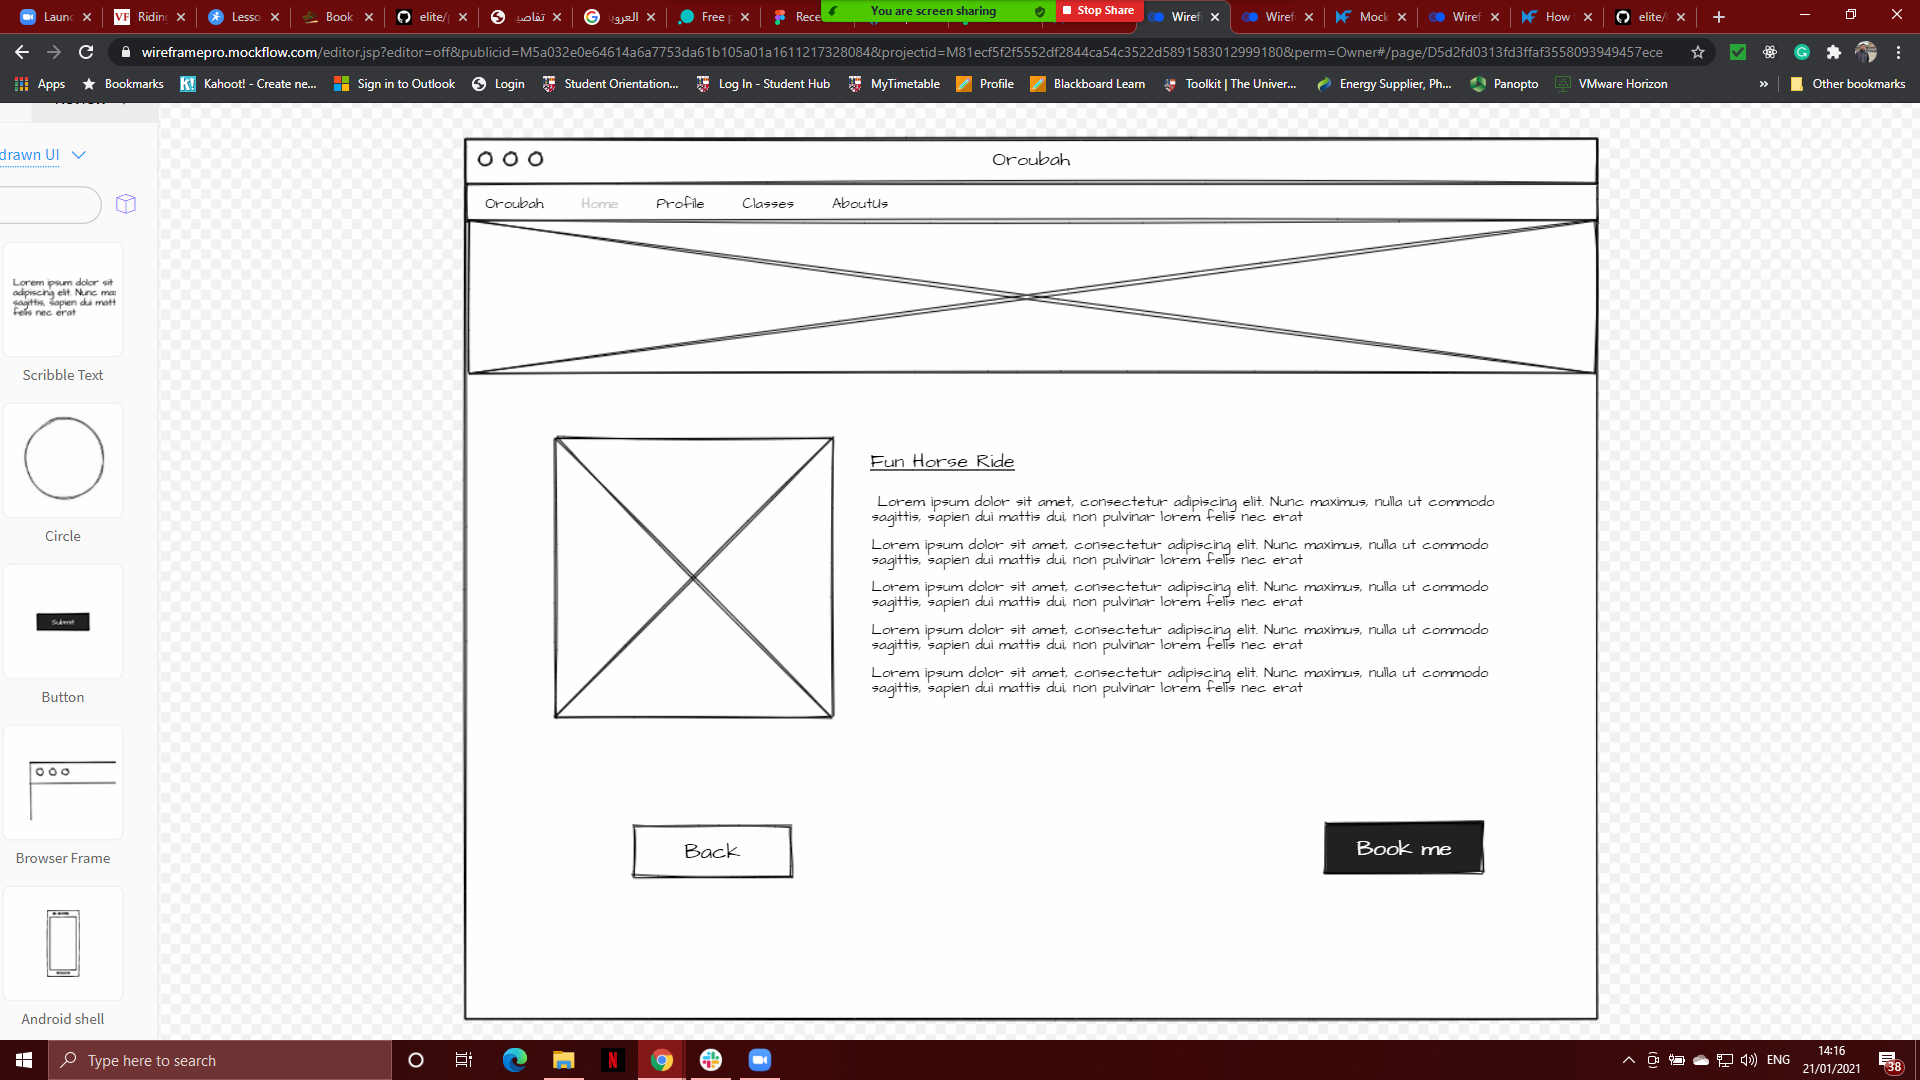 Launc
Riding
Lesso
Book
elite/p
تفاصيل
العروب
Free p
Rece
You are screen sharing
Stop Share
Wirefr
Wirefr
Mock
Wirefr
How t
elite/
wireframepro.mockflow.com/editor.jsp?editor=off&publicid=M5a032e0e64614a6a7753da61b105a01a1611217328084&projectid=M81ecf5f2f5552df2844ca54c3522d58915830129991​80&perm=Owner#/page/D5d2fd0313fd3ffaf3558093949457ece
Apps
Bookmarks
Kahoot! - Create ne...
Sign in to Outlook
Login
Student Orientation...
Log In - Student Hub
MyTimetable
Profile
Blackboard Learn
Toolkit | The Univer...
Energy Supplier, Ph...
Panopto
VMware Horizon
»
Other bookmarks
drawn UI
Lorem ipsum dolor sit
adipiscing elit. Nunc ma
sagittis, sapien dui matt
felis nec erat
Scribble Text
Circle
Submit
Button
Browser Frame
Android shell
Oroubah
Oroubah Home Profile Classes AboutUs
Fun Horse Ride
Lorem ipsum dolor sit amet, consectetur adipiscing elit. Nunc maximus, nulla ut commodo
sagittis, sapien dui mattis dui, non pulvinar lorem felis nec erat
Lorem ipsum dolor sit amet, consectetur adipiscing elit. Nunc maximus, nulla ut commodo
sagittis, sapien dui mattis dui, non pulvinar lorem felis nec erat
Lorem ipsum dolor sit amet, consectetur adipiscing elit. Nunc maximus, nulla ut commodo
sagittis, sapien dui mattis dui, non pulvinar lorem felis nec erat
Lorem ipsum dolor sit amet, consectetur adipiscing elit. Nunc maximus, nulla ut commodo
sagittis, sapien dui mattis dui, non pulvinar lorem felis nec erat
Lorem ipsum dolor sit amet, consectetur adipiscing elit. Nunc maximus, nulla ut commodo
sagittis, sapien dui mattis dui, non pulvinar lorem felis nec erat
Back
Book me
Type here to search
ENG
14:16
21/01/2021
38